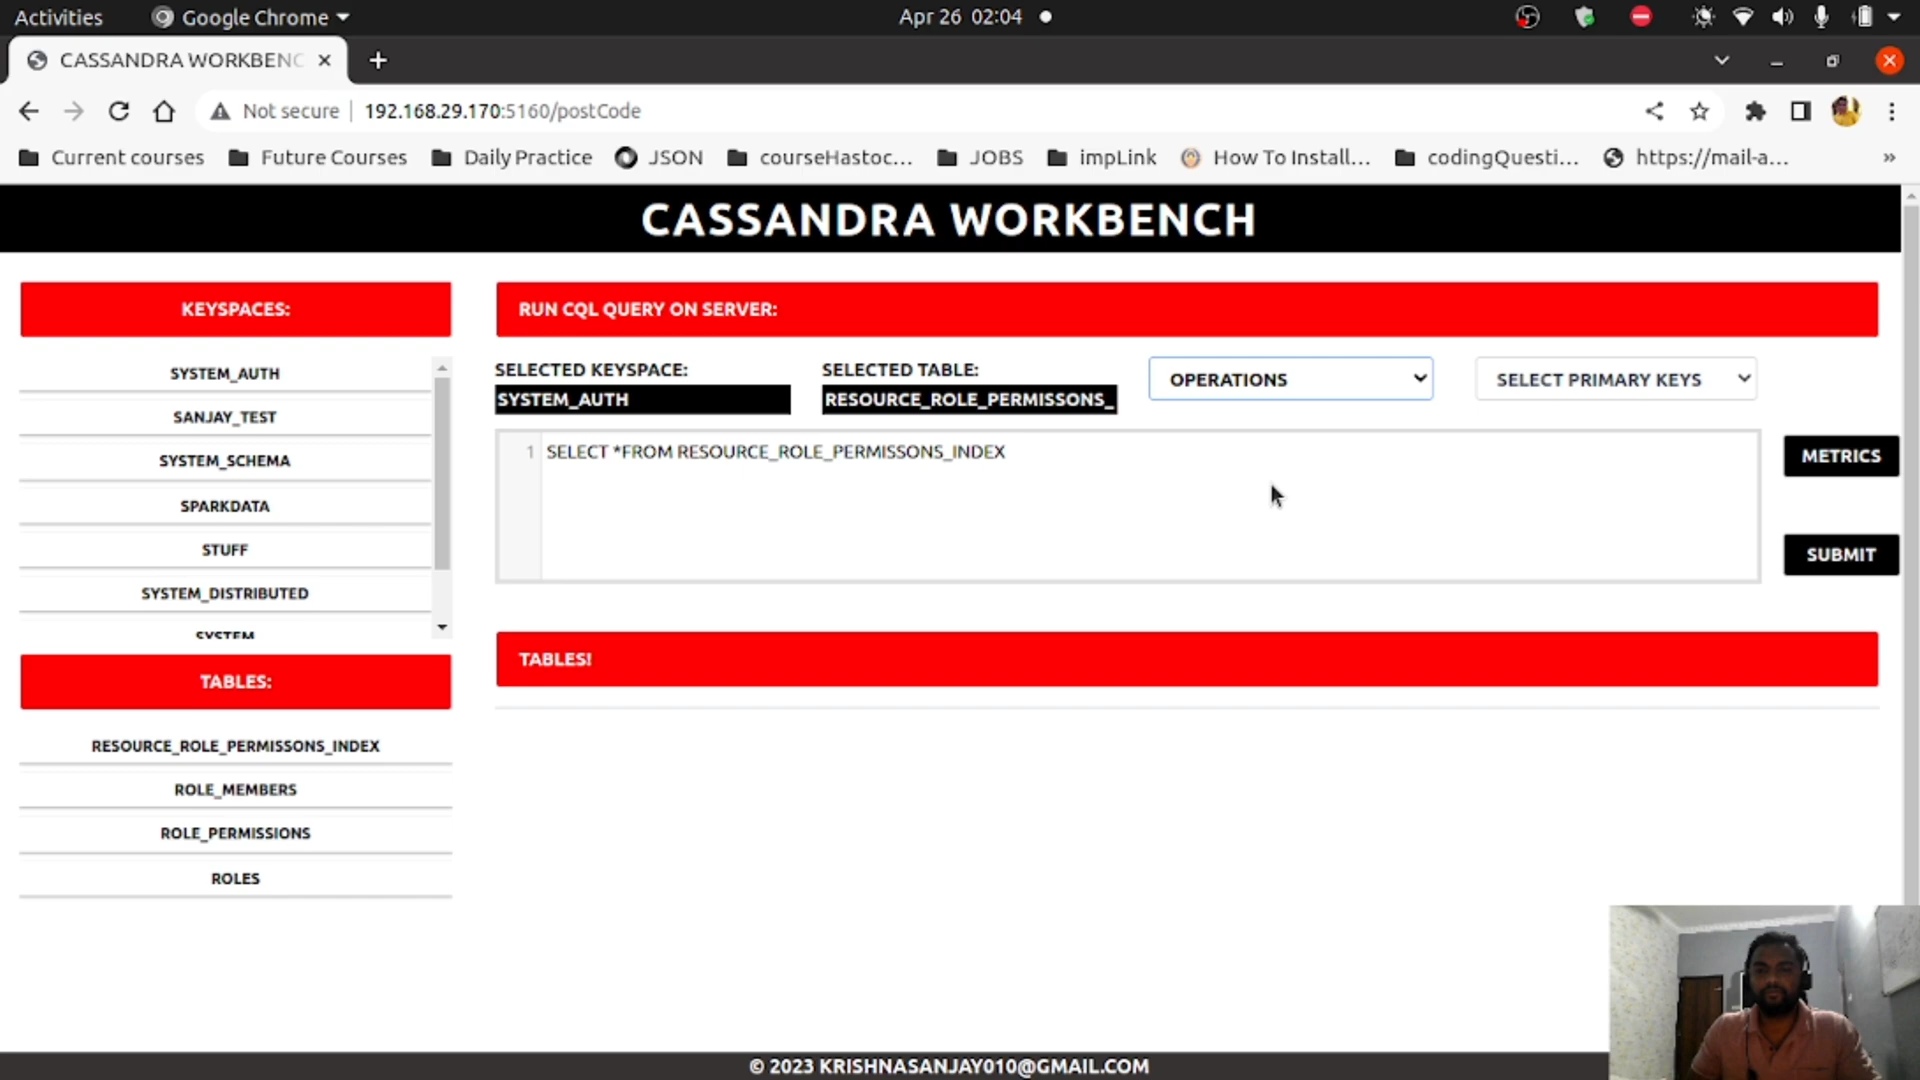 Activities
Google Chrome
Apr 26 02:04
CASSANDRA WORKBENC
Not secure
192.168.29.170:5160/postCode
Current courses
Future Courses
Daily Practice
JSON
courseHastoc...
JOBS
impLink
How To Install...
codingQuesti...
https://mail-a...
»
CASSANDRA WORKBENCH
KEYSPACES:
SYSTEM_AUTH
SANJAY_TEST
SYSTEM_SCHEMA
SPARKDATA
STUFF
SYSTEM_DISTRIBUTED
SYSTEM
TABLES:
RESOURCE_ROLE_PERMISSONS_INDEX
ROLE_MEMBERS
ROLE_PERMISSIONS
ROLES
RUN CQL QUERY ON SERVER:
SELECTED KEYSPACE:
SYSTEM_AUTH
SELECTED TABLE:
RESOURCE_ROLE_PERMISSONS_
OPERATIONS
SELECT PRIMARY KEYS
1 SELECT *FROM RESOURCE_ROLE_PERMISSONS_INDEX
METRICS
SUBMIT
TABLES!
© 2023 KRISHNASANJAY010@GMAIL.COM